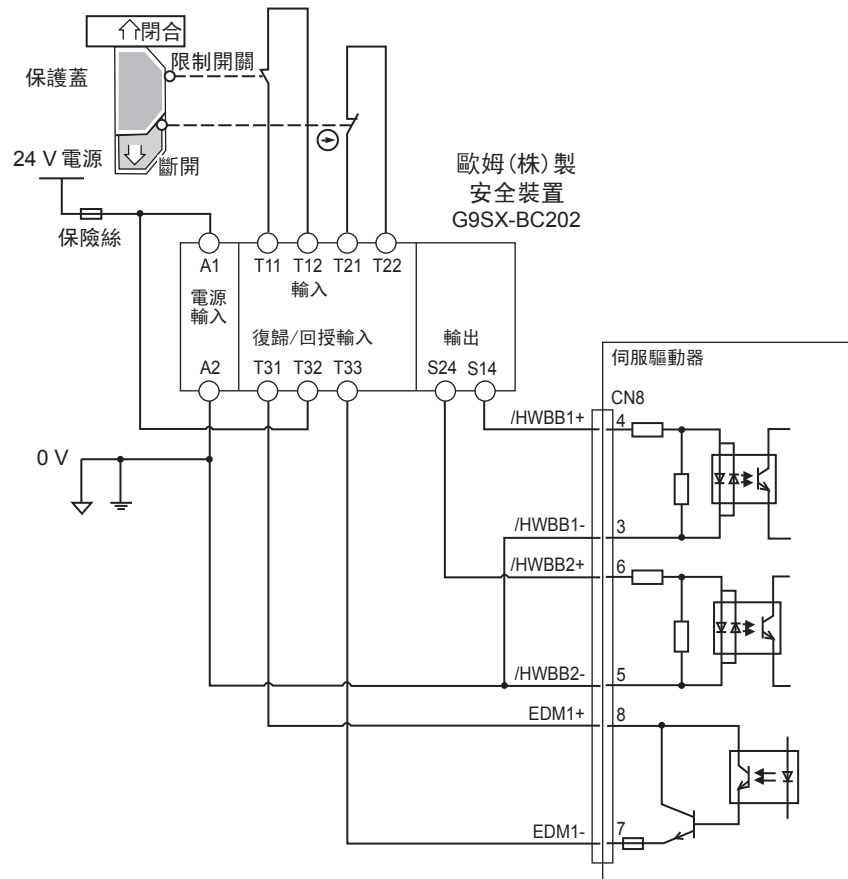 閉合
限制開關
保護蓋
斷開
24 V 電源
保險絲
歐姆(株)製
安全裝置
G9SX-BC202
A1
T11
T12
T21
T22
電源
輸入
輸入
復歸/回授輸入
輸出
A2
T31
T32
T33
S24
S14
伺服驅動器
CN8
/HWBB1+
4
0 V
/HWBB1-
3
/HWBB2+
6
/HWBB2-
5
EDM1+
8
EDM1-
7